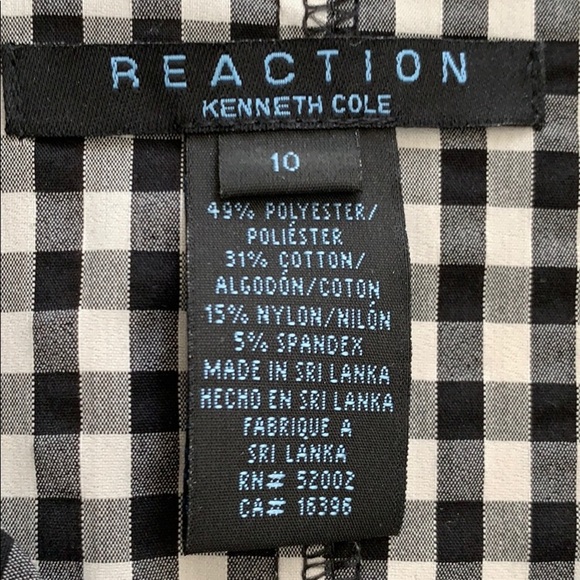 REACTION
KENNETH COLE
10
49% POLYESTER/
POLIÉSTER
31% COTTON/
ALGODÓN/COTON
15% NYLON/NILÓN
5% SPANDEX
MADE IN SRI LANKA
HECHO EN SRI LANKA
FABRIQUE A
SRI LANKA
RN# 52002
CA# 16396